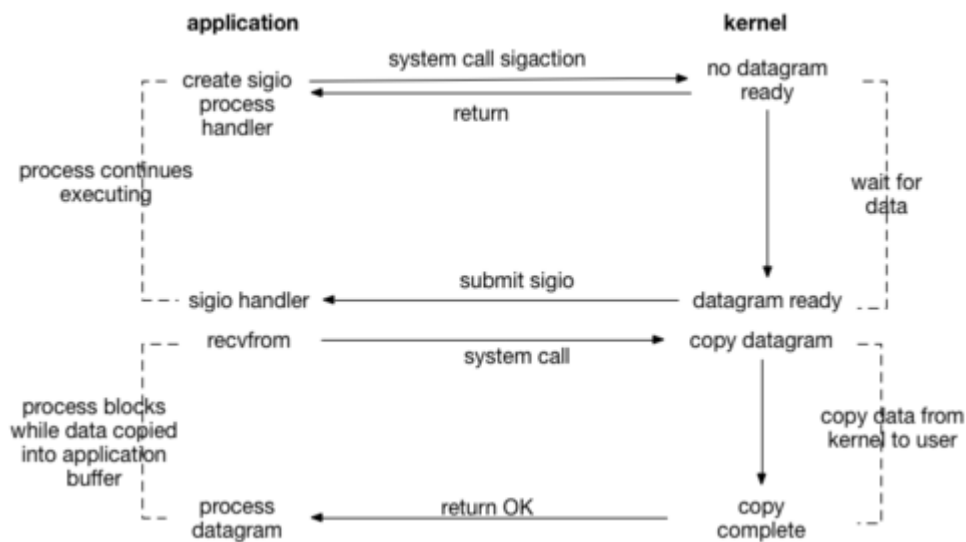 application
kernel
system call sigaction
create sigio
process
handler
no datagram
ready
return
process continues
executing
wait for
data
submit sigio
sigio handler
datagram ready
recvfrom
system call
copy datagram
process blocks
while data copied
into application
buffer
copy data from
kernel to user
process
datagram
return OK
copy
complete